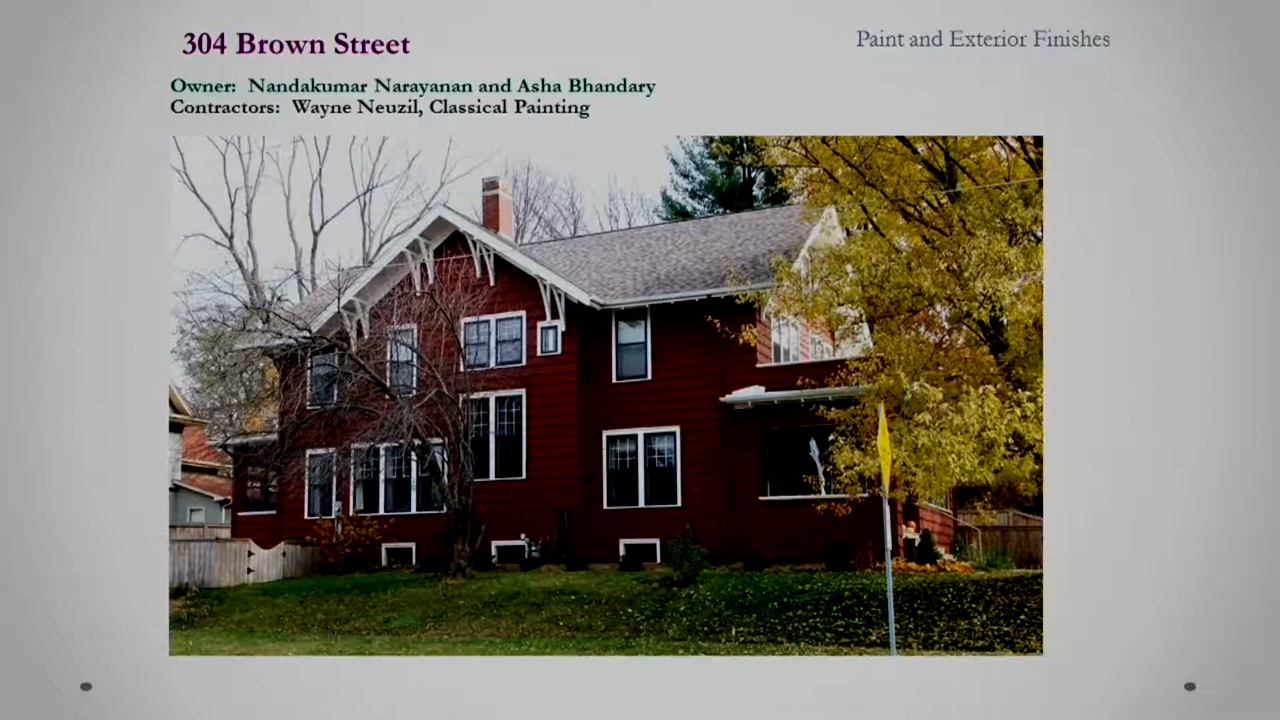 304 Brown Street
Paint and Exterior Finishes
Owner: Nandakumar Narayanan and Asha Bhandary
Contractors: Wayne Neuzil, Classical Painting